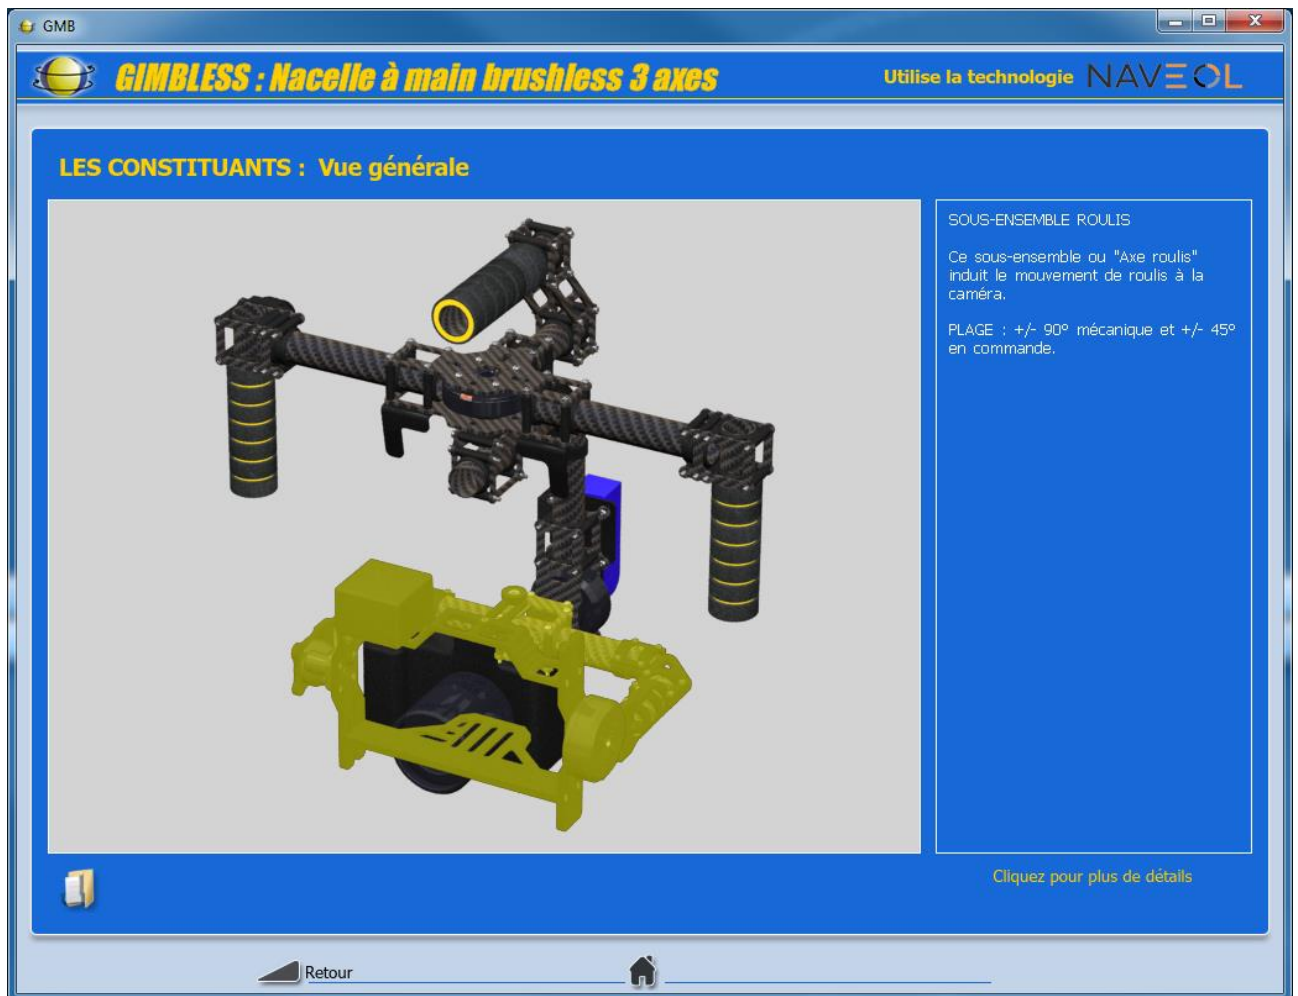 GMB
GIMBLESS : Nacelle à main brushless 3 axes
Utilise la technologie NAVEOL
LES CONSTITUANTS : Vue générale
SOUS-ENSEMBLE ROULIS
Ce sous-ensemble ou "Axe roulis"
induit le mouvement de roulis à la
caméra.
PLAGE : +/- 90° mécanique et +/- 45°
en commande.
Cliquez pour plus de détails
Retour